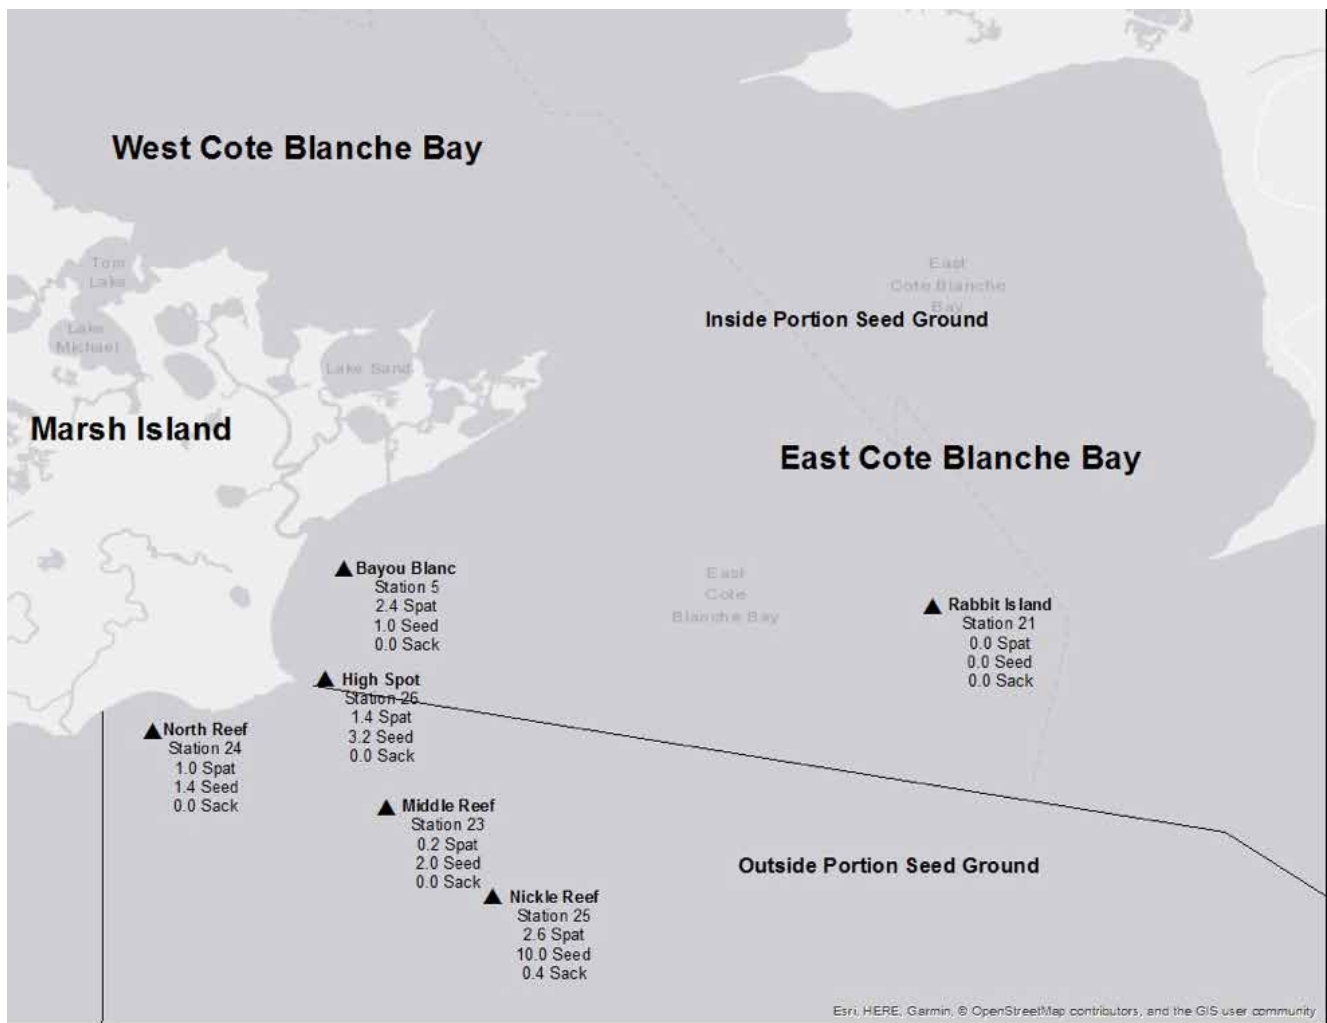 West Cote Blanche Bay
Tom
Lake
East
Cote Blanche
Bay
Inside Portion Seed Ground
Lake
Michael
Lake Sand
Marsh Island
East Cote Blanche Bay
Bayou Blanc
Station 5
2.4 Spat
1.0 Seed
0.0 Sack
East
Cote
Blanche Bay
Rabbit Island
Station 21
0.0 Spat
0.0 Seed
0.0 Sack
High Spot
Station 26
1.4 Spat
3.2 Seed
0.0 Sack
North Reef
Station 24
1.0 Spat
1.4 Seed
0.0 Sack
Middle Reef
Station 23
0.2 Spat
2.0 Seed
0.0 Sack
Outside Portion Seed Ground
Nickle Reef
Station 25
2.6 Spat
10.0 Seed
0.4 Sack
Esri, HERE, Garmin, © OpenStreetMap contributors, and the GIS user community